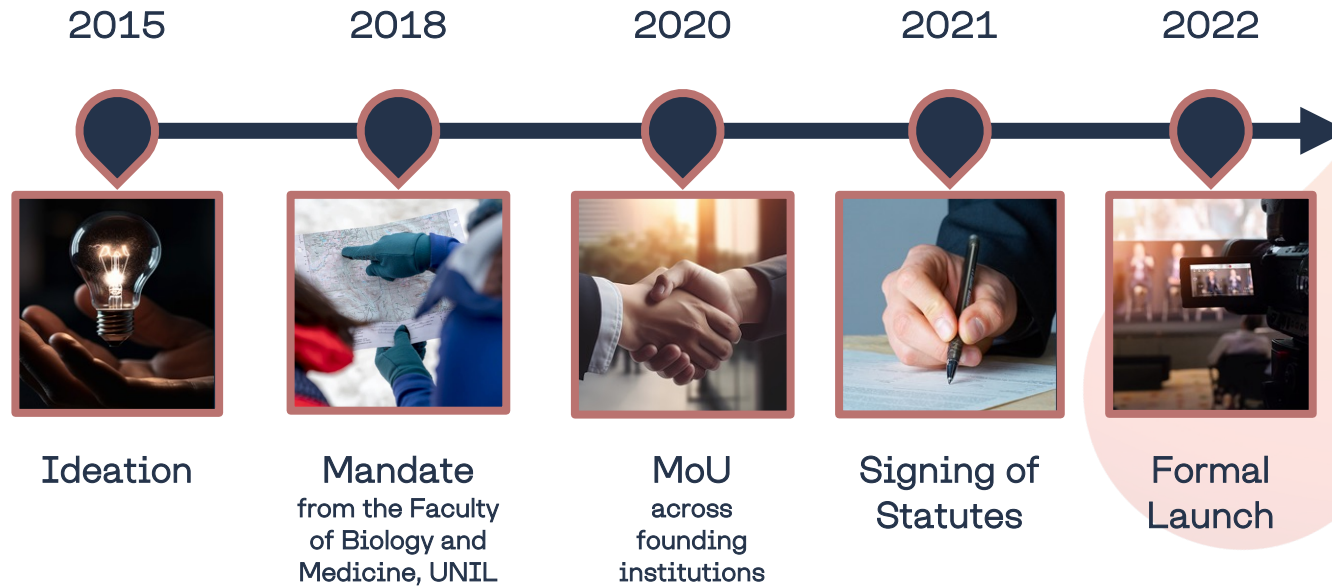 2015
2018
2020
2021
2022
Ideation
Mandate
from the Faculty
of Biology and
Medicine, UNIL
MoU
across
founding
institutions
Signing of
Statutes
Formal
Launch